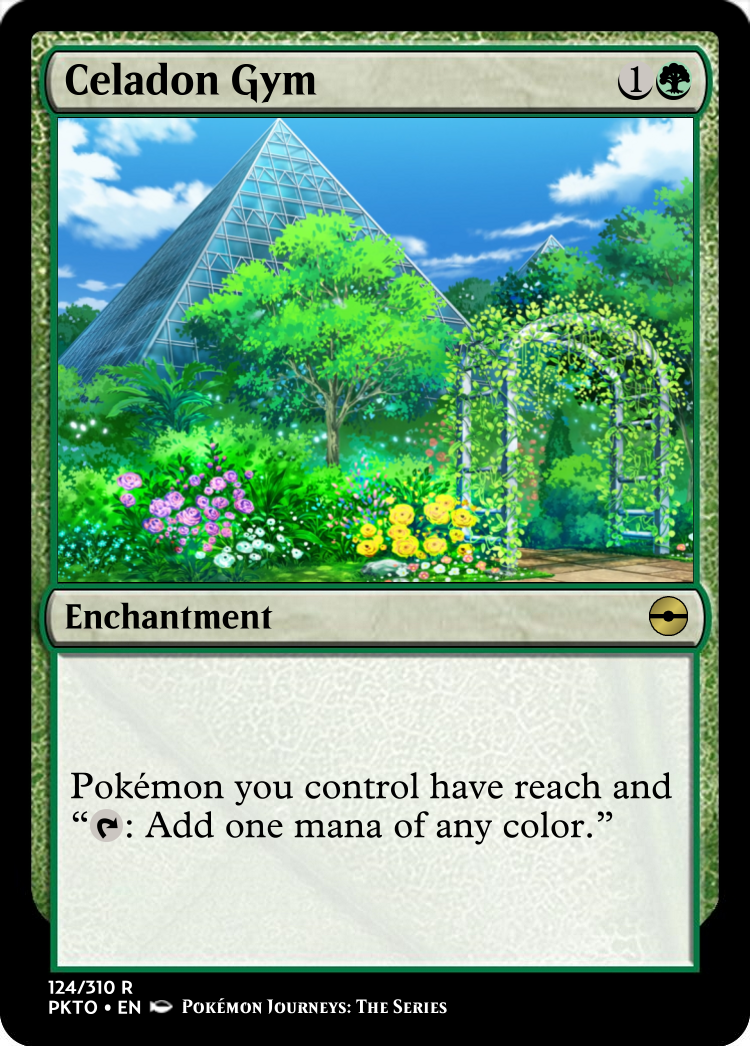 Celadon Gym 1
Enchantment
Pokémon you control have reach and
“: Add one mana of any color.”
124/310 R
PKTO • EN Pokémon Journeys: The Series